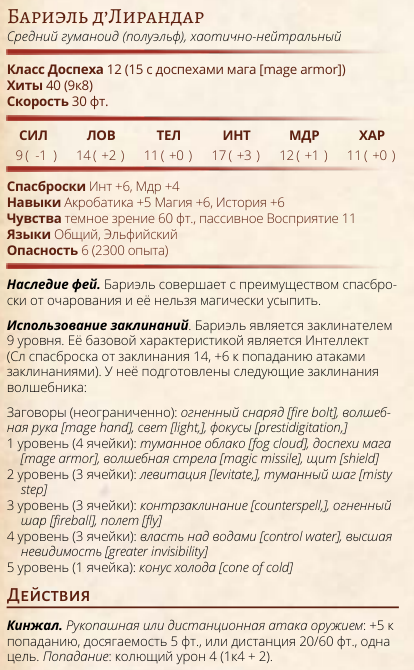 Бариэль д’Лирандар
Средний гуманоид (полуэльф), хаотично-нейтральный
Класс Доспеха 12 (15 с доспехами мага [mage armor])
Хиты 40 (9к8)
Скорость 30 фт.
СИЛ ЛОВ ТЕЛ ИНТ МДР ХАР
9 ( -1 ) 14 ( +2 ) 11 ( +0 ) 17 ( +3 ) 12 ( +1 ) 11 ( +0 )
Спасброски Инт +6, Мдр +4
Навыки Акробатика +5 Магия +6, История +6
Чувства темное зрение 60 фт., пассивное Восприятие 11
Языки Общий, Эльфийский
Опасность 6 (2300 опыта)
Наследие фей. Бариэль совершает с преимуществом спасбро-
ски от очарования и её нельзя магически усыпить.
Использование заклинаний. Бариэль является заклинателем
9 уровня. Её базовой характеристикой является Интеллект
(Сл спасброска от заклинания 14, +6 к попаданию атаками
заклинаниями). У неё подготовлены следующие заклинания
волшебника:
Заговоры (неограниченно): огненный снаряд [fire bolt], волшеб-
ная рука [mage hand], свет [light,], фокусы [prestidigitation,]
1 уровень (4 ячейки): туманное облако [fog cloud], доспехи мага
[mage armor], волшебная стрела [magic missile], щит [shield]
2 уровень (3 ячейки): левитация [levitate,], туманный шаг [misty
step]
3 уровень (3 ячейки): контрзаклинание [counterspell,], огненный
шар [fireball], полет [fly]
4 уровень (3 ячейки): власть над водами [control water], высшая
невидимость [greater invisibility]
5 уровень (1 ячейка): конус холода [cone of cold]
Действия
Кинжал. Рукопашная или дистанционная атака оружием: +5 к
попаданию, досягаемость 5 фт., или дистанция 20/60 фт., одна
цель. Попадание: колющий урон 4 (1к4 + 2).